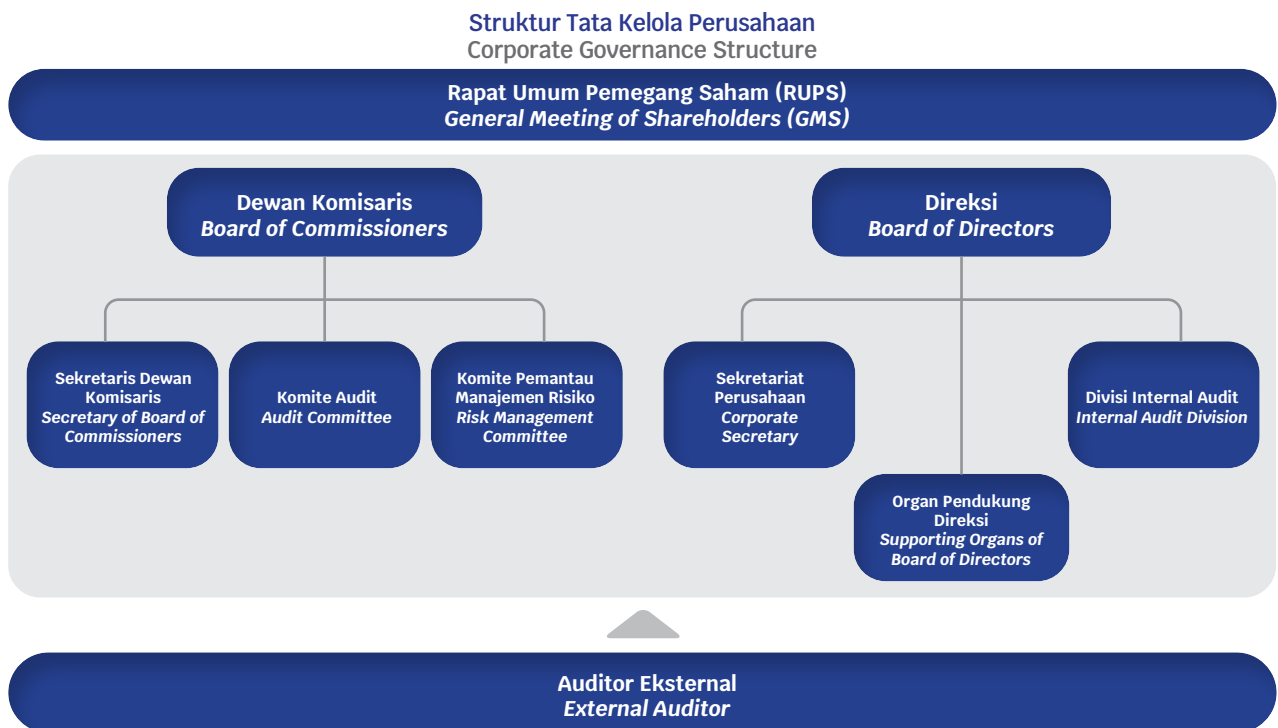 Struktur Tata Kelola Perusahaan
Corporate Governance Structure
Rapat Umum Pemegang Saham (RUPS)
General Meeting of Shareholders (GMS)
Dewan Komisaris
Board of Commissioners
Direksi
Board of Directors
Sekretaris Dewan
Komisaris
Secretary of Board of
Commissioners
Komite Audit
Audit Committee
Komite Pemantau
Manajemen Risiko
Risk Management
Committee
Sekretariat
Perusahaan
Corporate
Secretary
Divisi Internal Audit
Internal Audit Division
Organ Pendukung
Direksi
Supporting Organs of
Board of Directors
Auditor Eksternal
External Auditor